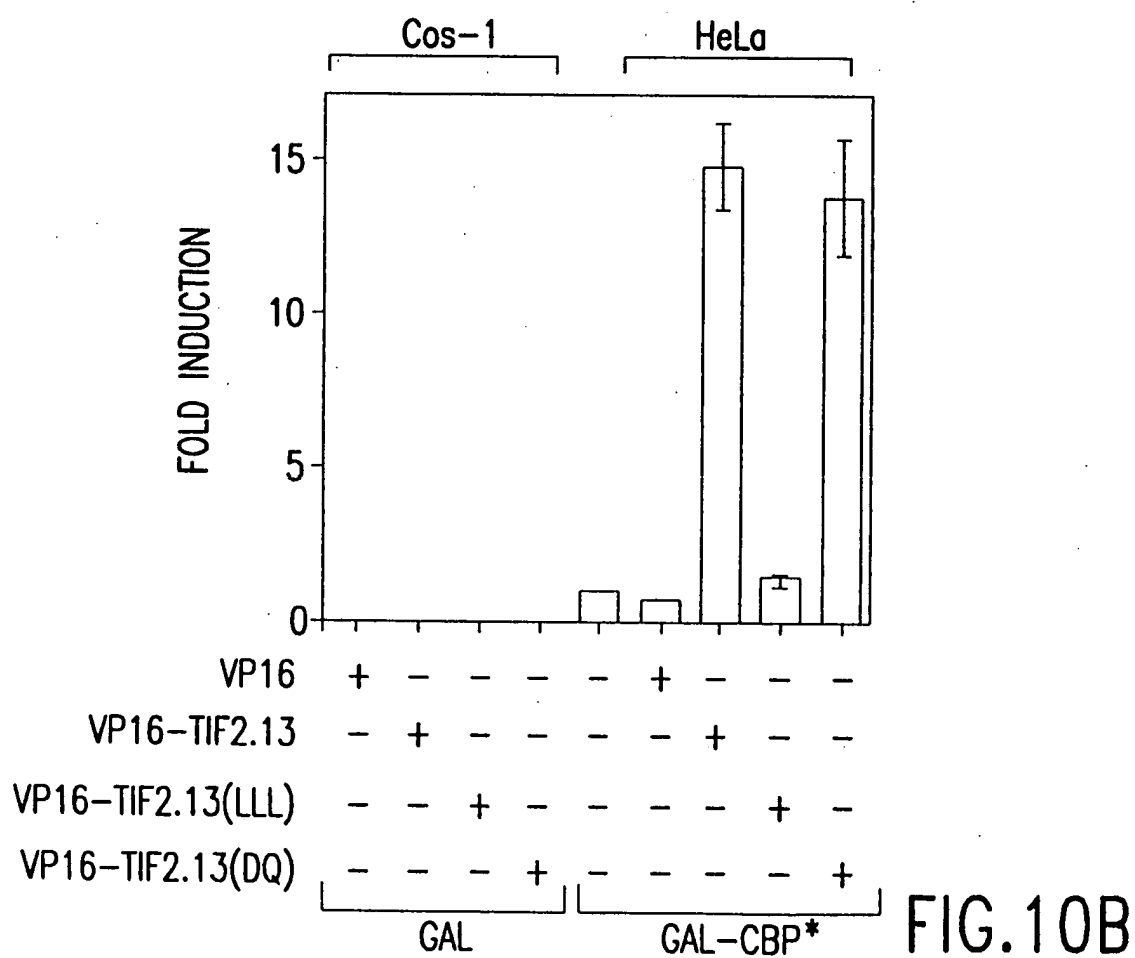 Cos-1 HeLa
FOLD INDUCTION
15
10
5
0
VP16 + - - - - + - - -
VP16-TIF2.13 - + - - - - + - -
VP16-TIF2.13(LLL) - - + - - - - + -
VP16-TIF2.13(DQ) - - - + - - - - +
GAL GAL-CBP*
FIG.10B